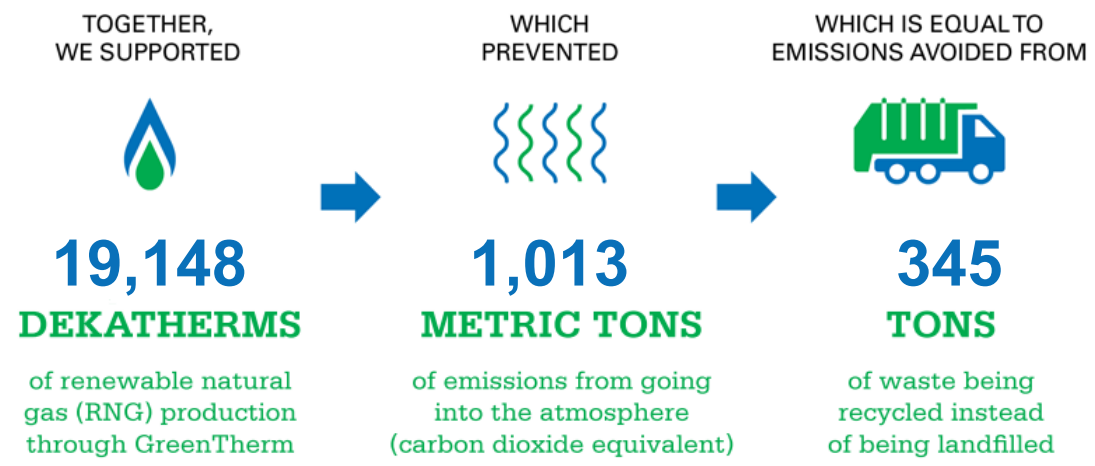 TOGETHER,
WE SUPPORTED
19,148
DEKATHERMS
of renewable natural
gas (RNG) production
through GreenTherm
WHICH
PREVENTED
1,013
METRIC TONS
of emissions from going
into the atmosphere
(carbon dioxide equivalent)
WHICH IS EQUAL TO
EMISSIONS AVOIDED FROM
345
TONS
of waste being
recycled instead
of being landfilled